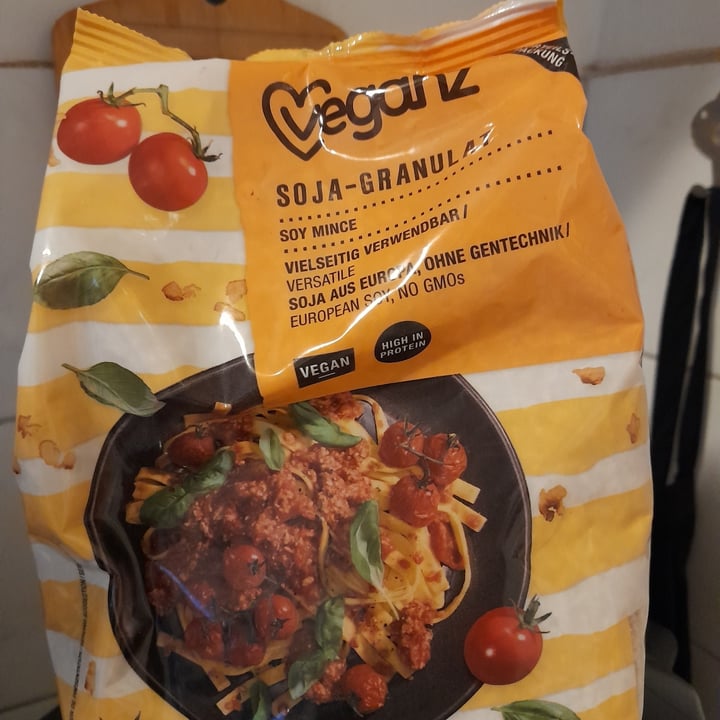 Veganz
PACKUNG
SOJA-GRANULAT
SOY MINCE
VIELSEITIG VERWENDBAR/
VERSATILE
SOJA AUS EUROPA, OHNE GENTECHNIK/
EUROPEAN SOY, NO GMOs
VEGAN
HIGH IN
PROTEIN